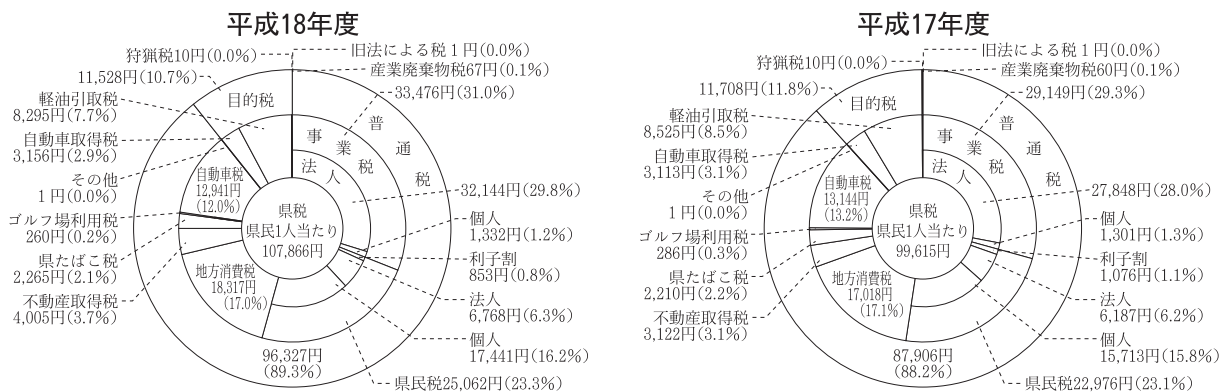 平成18年度
狩猟税10円(0.0%)
旧法による税１円(0.0%)
産業廃棄物税67円(0.1%)
11,528円(10.7%)
33,476円(31.0%)
目的税
軽油引取税
8,295円(7.7%)
普通税
事業税
法人
自動車取得税
3,156円(2.9%)
その他
1円(0.0%)
自動車税
12,941円
(12.0%)
32,144円(29.8%)
県税
県民1人当たり
107,866円
個人
1,332円(1.2%)
ゴルフ場利用税
260円(0.2%)
利子割
853円(0.8%)
県たばこ税
2,265円(2.1%)
地方消費税
18,317円
(17.0%)
法人
6,768円(6.3%)
不動産取得税
4,005円(3.7%)
個人
17,441円(16.2%)
96,327円
(89.3%)
県民税25,062円(23.3%)
平成17年度
狩猟税10円(0.0%)
旧法による税１円(0.0%)
産業廃棄物税60円(0.1%)
11,708円(11.8%)
29,149円(29.3%)
目的税
軽油引取税
8,525円(8.5%)
普通税
事業税
法人
自動車取得税
3,113円(3.1%)
その他
1円(0.0%)
自動車税
13,144円
(13.2%)
27,848円(28.0%)
県税
県民1人当たり
99,615円
個人
1,301円(1.3%)
ゴルフ場利用税
286円(0.3%)
利子割
1,076円(1.1%)
県たばこ税
2,210円(2.2%)
地方消費税
17,018円
(17.1%)
法人
6,187円(6.2%)
不動産取得税
3,122円(3.1%)
個人
15,713円(15.8%)
87,906円
(88.2%)
県民税22,976円(23.1%)